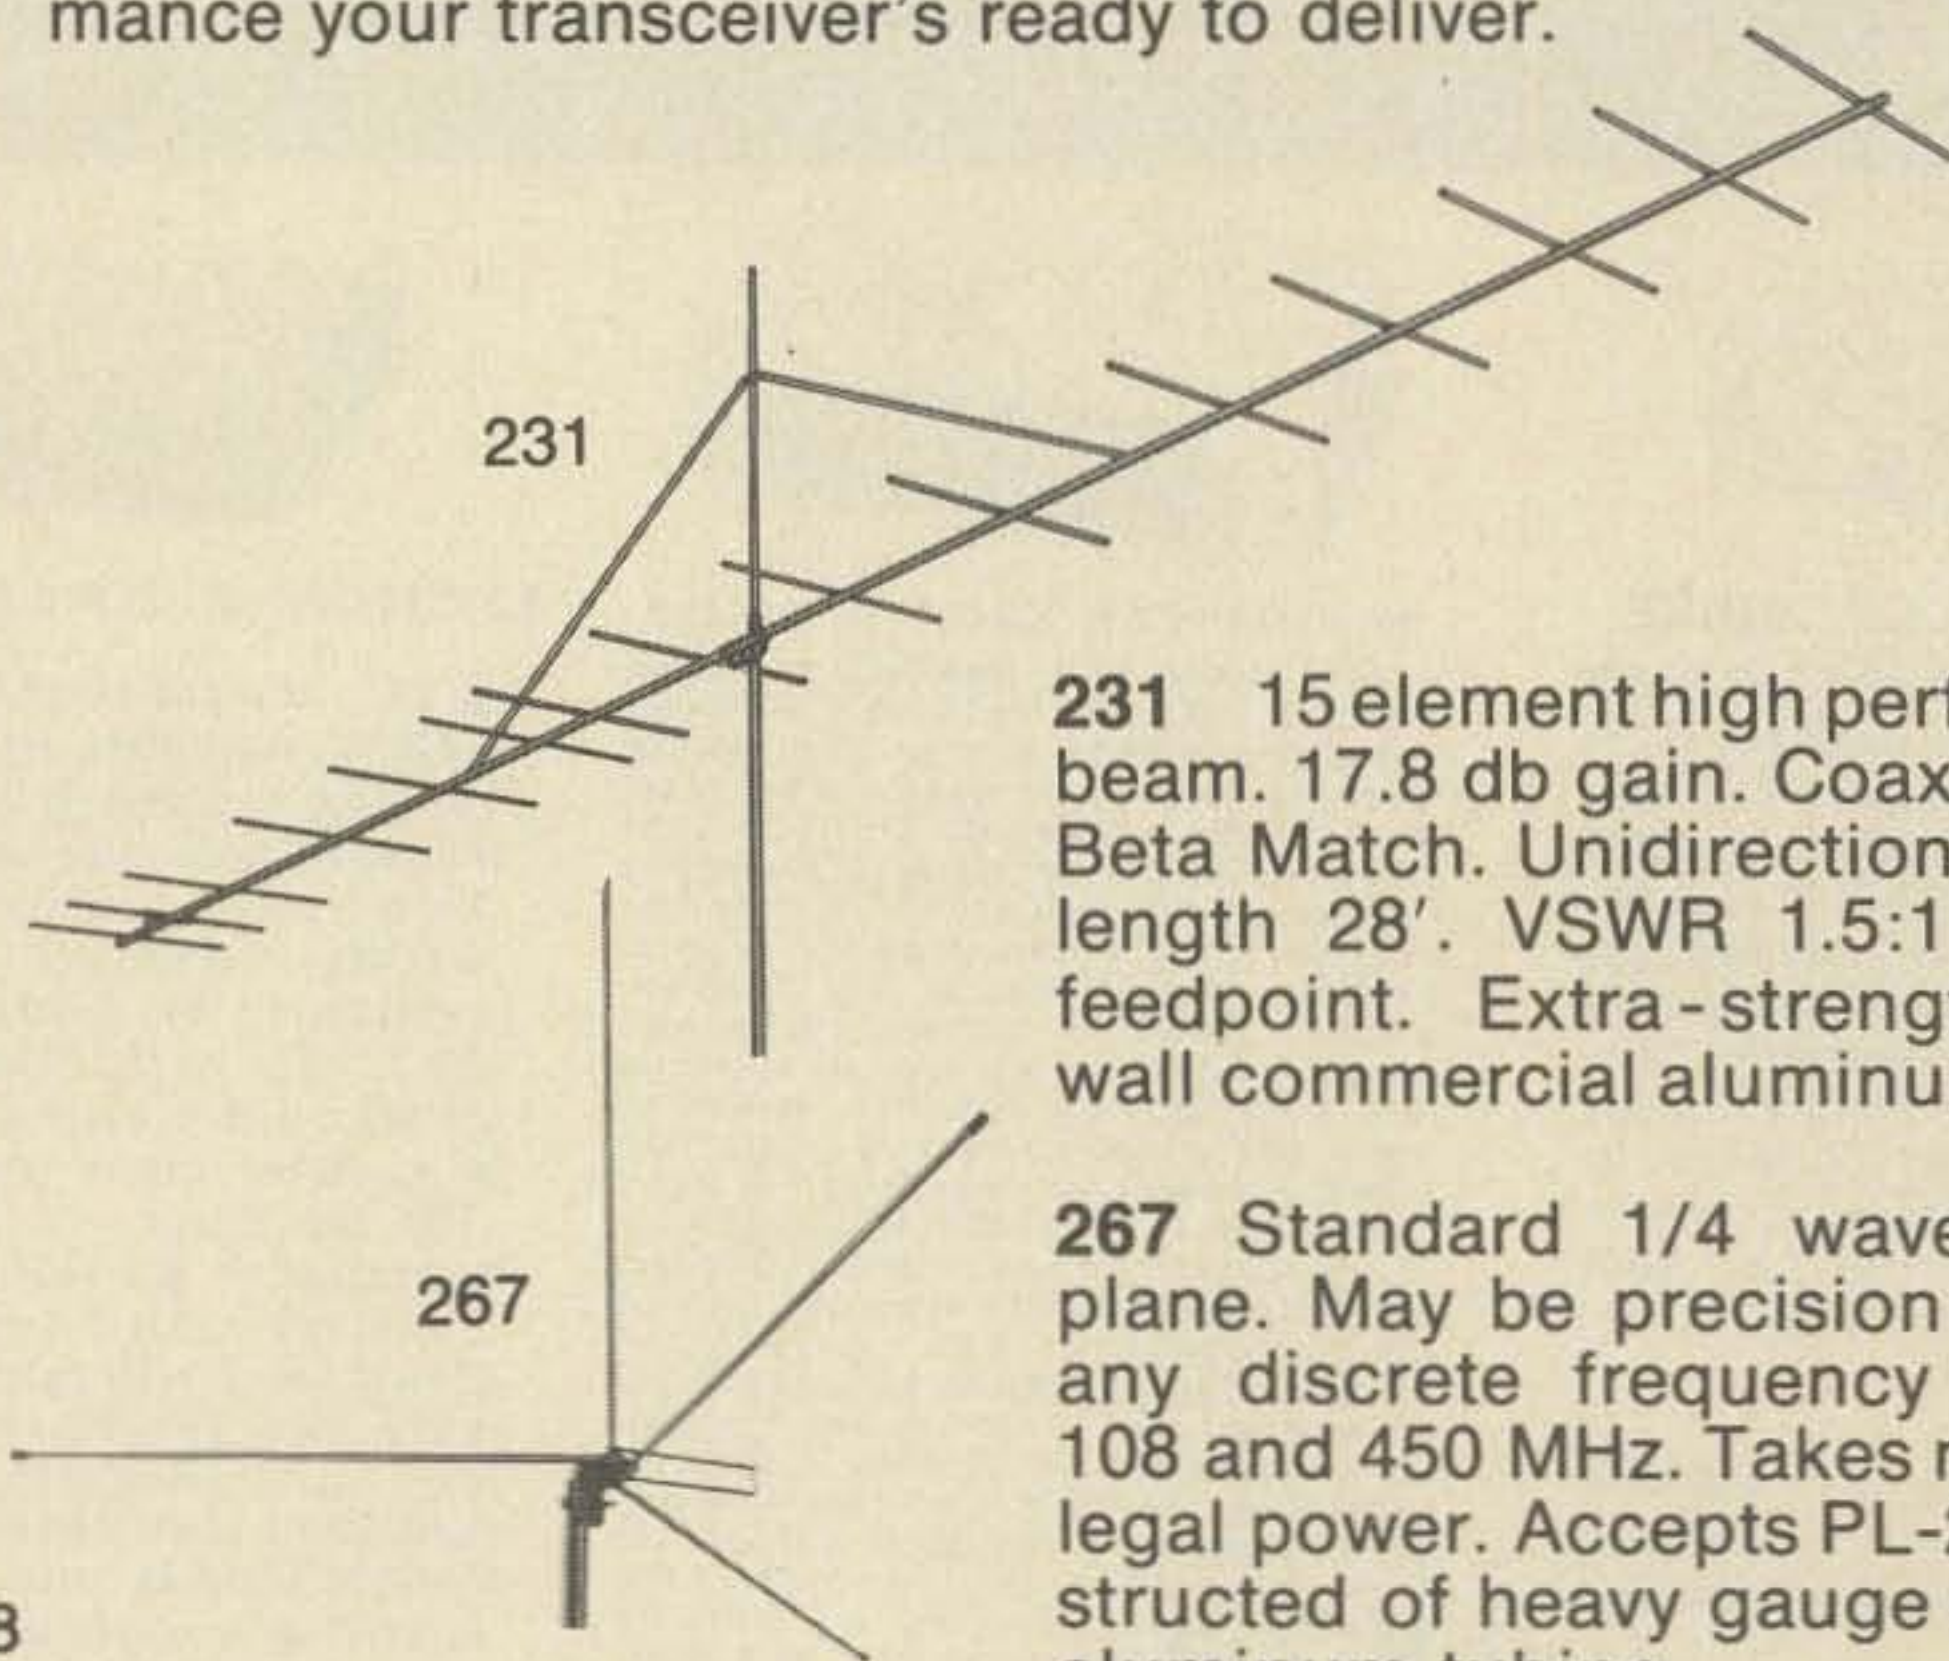 mance your transceiver's ready to deliver.
231
231 15 element high perf
beam. 17.8 db gain. Coax
Beta Match. Unidirection
length 28′. VSWR 1.5:1
feedpoint. Extra-streng
wall commercial aluminu
267
267 Standard 1/4 wave
plane. May be precision
any discrete frequency
108 and 450 MHz. Takes
legal power. Accepts PL-
structed of heavy gauge
aluminum tubing